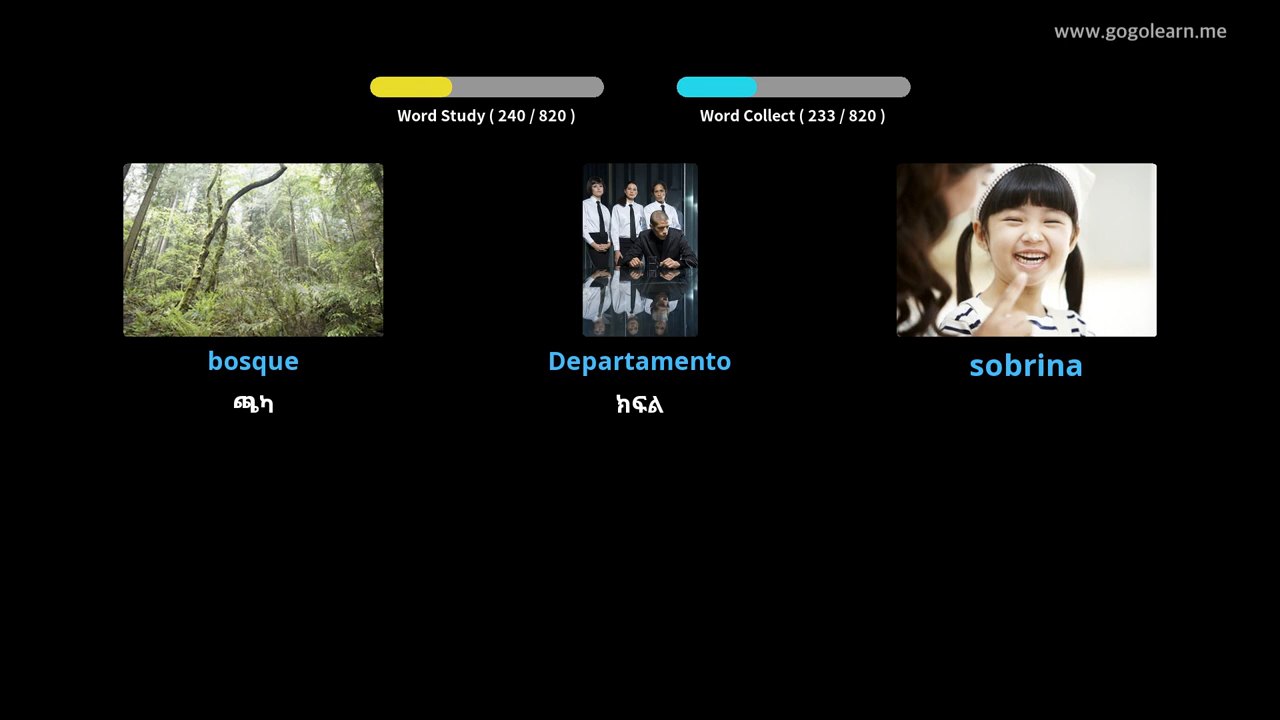 www.gogolearn.me
Word Study ( 240 / 820 )
Word Collect ( 233 / 820 )
bosque
ጫካ
Departamento
ክፍል
sobrina